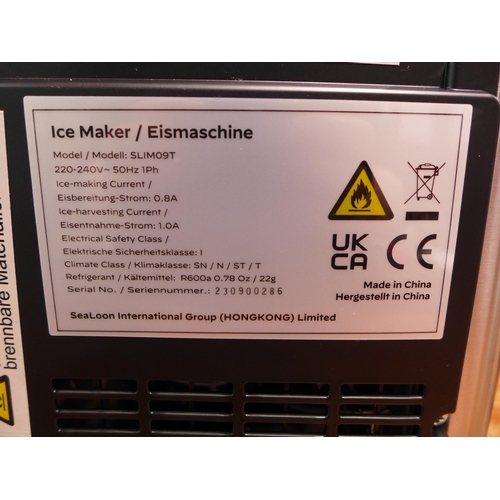 Ice Maker / Eismaschine
Model / Modell: SLIM09T
220-240V~ 50Hz 1Ph
Ice-making Current /
Eisbereitung-Strom: 0.8A
Ice-harvesting Current /
Eisentnahme-Strom: 1.0A
Electrical Safety Class /
Elektrische Sicherheitsklasse: I
Climate Class / Klimaklasse: SN / N / ST / T
Refrigerant / Kältemittel: R600a 0.78 Oz / 22g
Serial No. / Seriennummer.: 230900286
SeaLoon International Group (HONGKONG) Limited
UK
CA
CE
Made in China
Hergestellt in China
brennbare